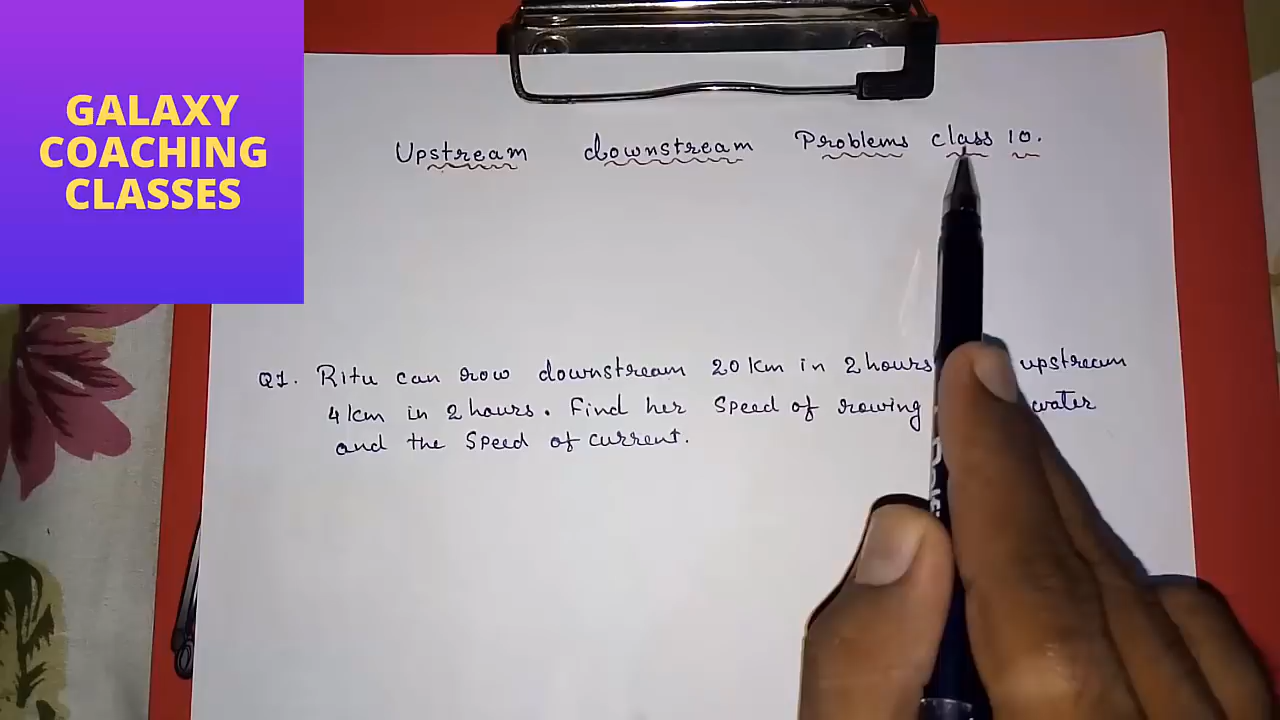 GALAXY
COACHING
CLASSES
Upstream downstream Problems class 10.
Q1. Ritu can row downstream 20 km in 2 hours upstream
4 km in 2 hours. Find her Speed of rowing water
and the Speed of current.